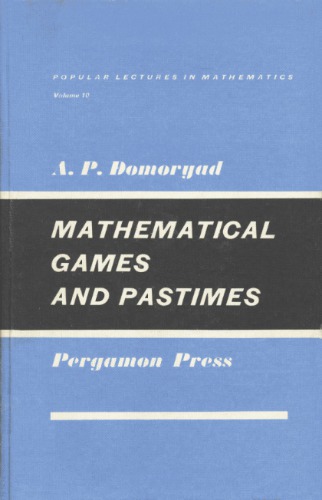 POPULAR LECTURES IN MATHEMATICS
Volume 10
A. P. Domoryad
MATHEMATICAL
GAMES
AND PASTIMES
Pergamon Press